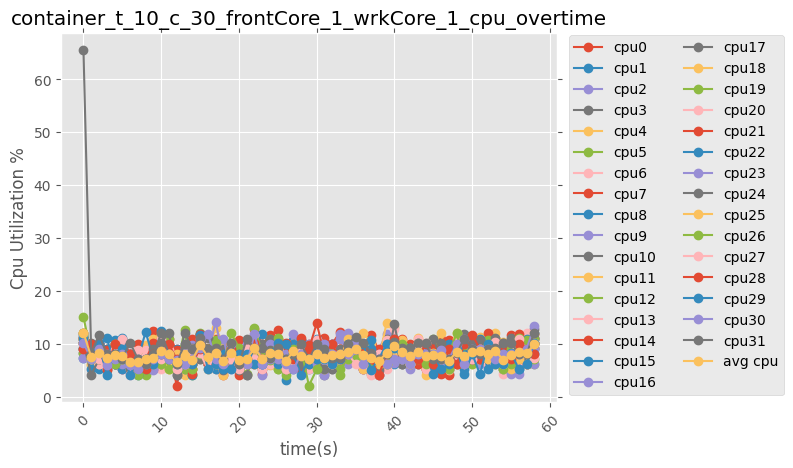 container_t_10_c_30_frontCore_1_wrkCore_1_cpu_overtime
Cpu Utilization %
60
50
40
30
20
10
0
0
10
20
30
40
50
60
time(s)
cpu0
cpu1
cpu2
cpu3
cpu4
cpu5
cpu6
cpu7
cpu8
cpu9
cpu10
cpu11
cpu12
cpu13
cpu14
cpu15
cpu16
cpu17
cpu18
cpu19
cpu20
cpu21
cpu22
cpu23
cpu24
cpu25
cpu26
cpu27
cpu28
cpu29
cpu30
cpu31
avg cpu